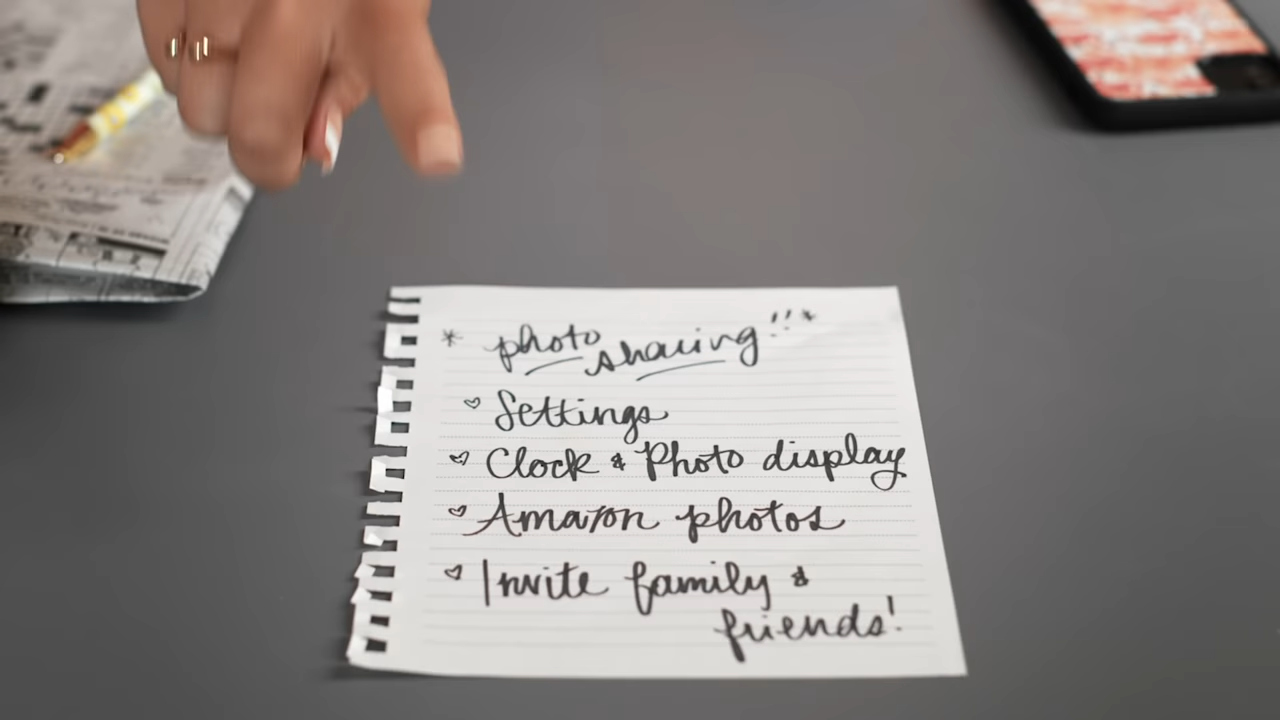 * photo sharing!! *
♡ Settings
♡ Clock & Photo display
♡ Amazon photos
♡ Invite family &
friends!